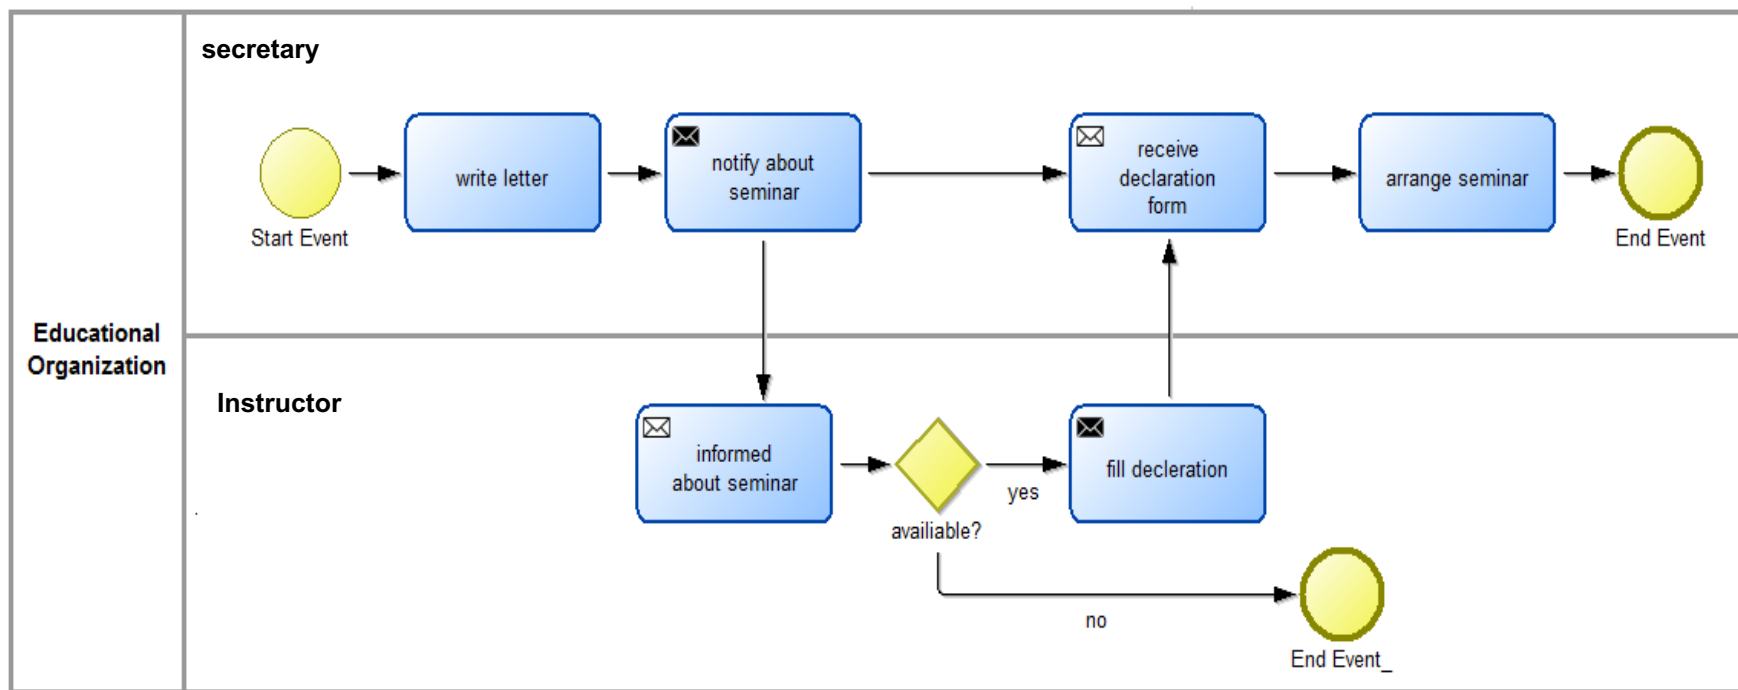 secretary
write letter
notify about
seminar
receive
declaration
form
arrange seminar
Start Event
End Event
Educational
Organization
Instructor
informed
about seminar
yes
fill decleration
availiable?
no
End Event_